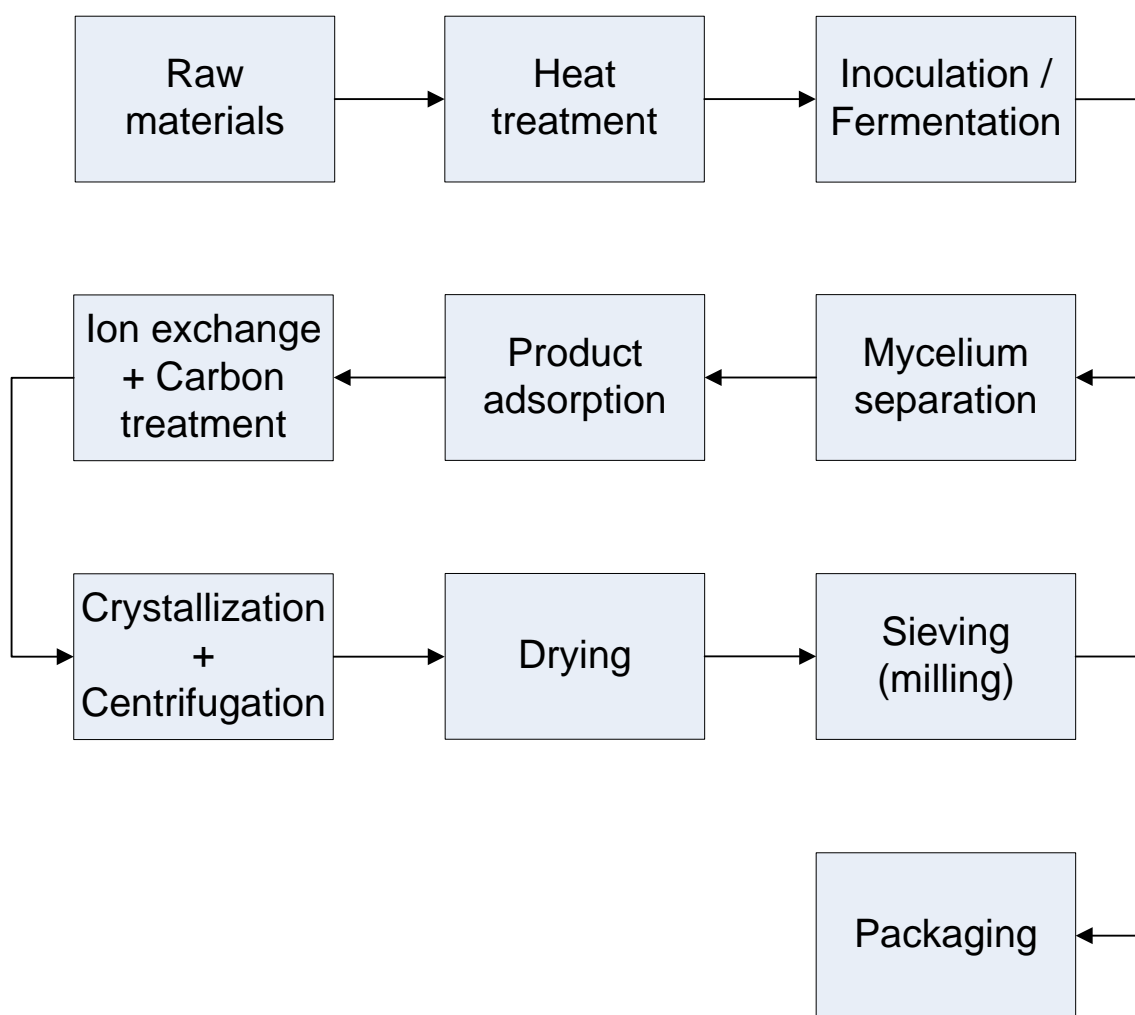 Raw
materials
Heat
treatment
Inoculation /
Fermentation
Mycelium
separation
Product
adsorption
Ion exchange
+ Carbon
treatment
Crystallization
+
Centrifugation
Drying
Sieving
(milling)
Packaging